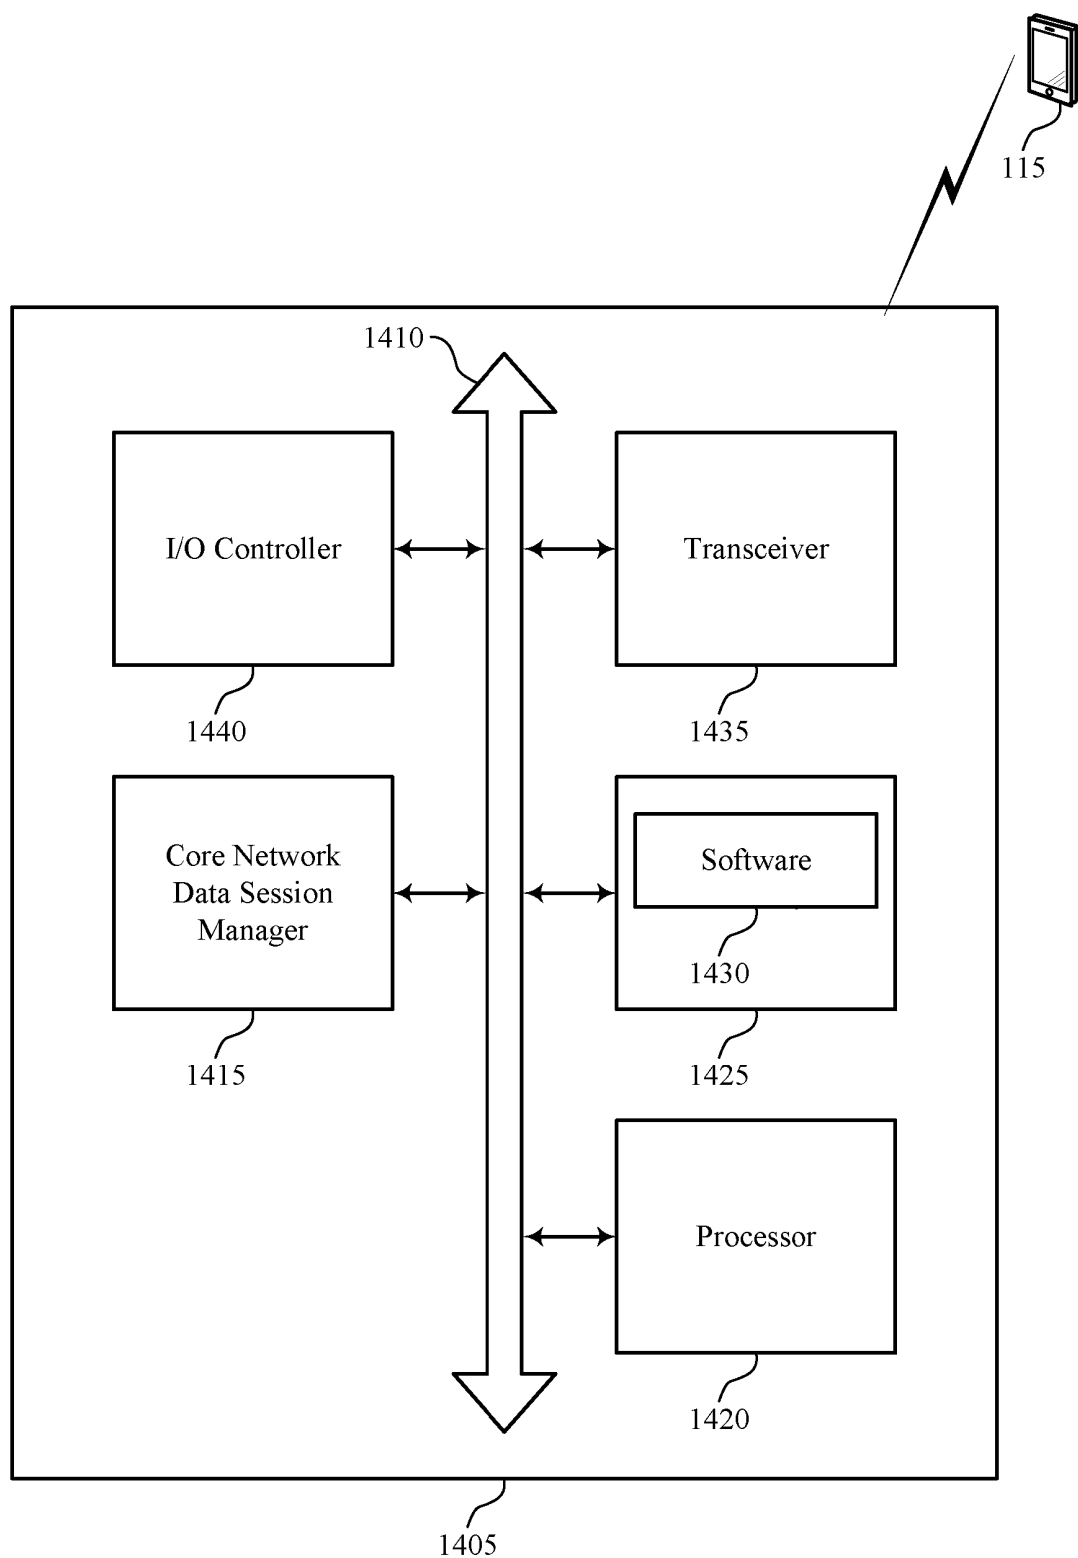 115
1410
I/O Controller
Transceiver
1440
1435
Core Network
Data Session
Manager
Software
1430
1415
1425
Processor
1420
1405